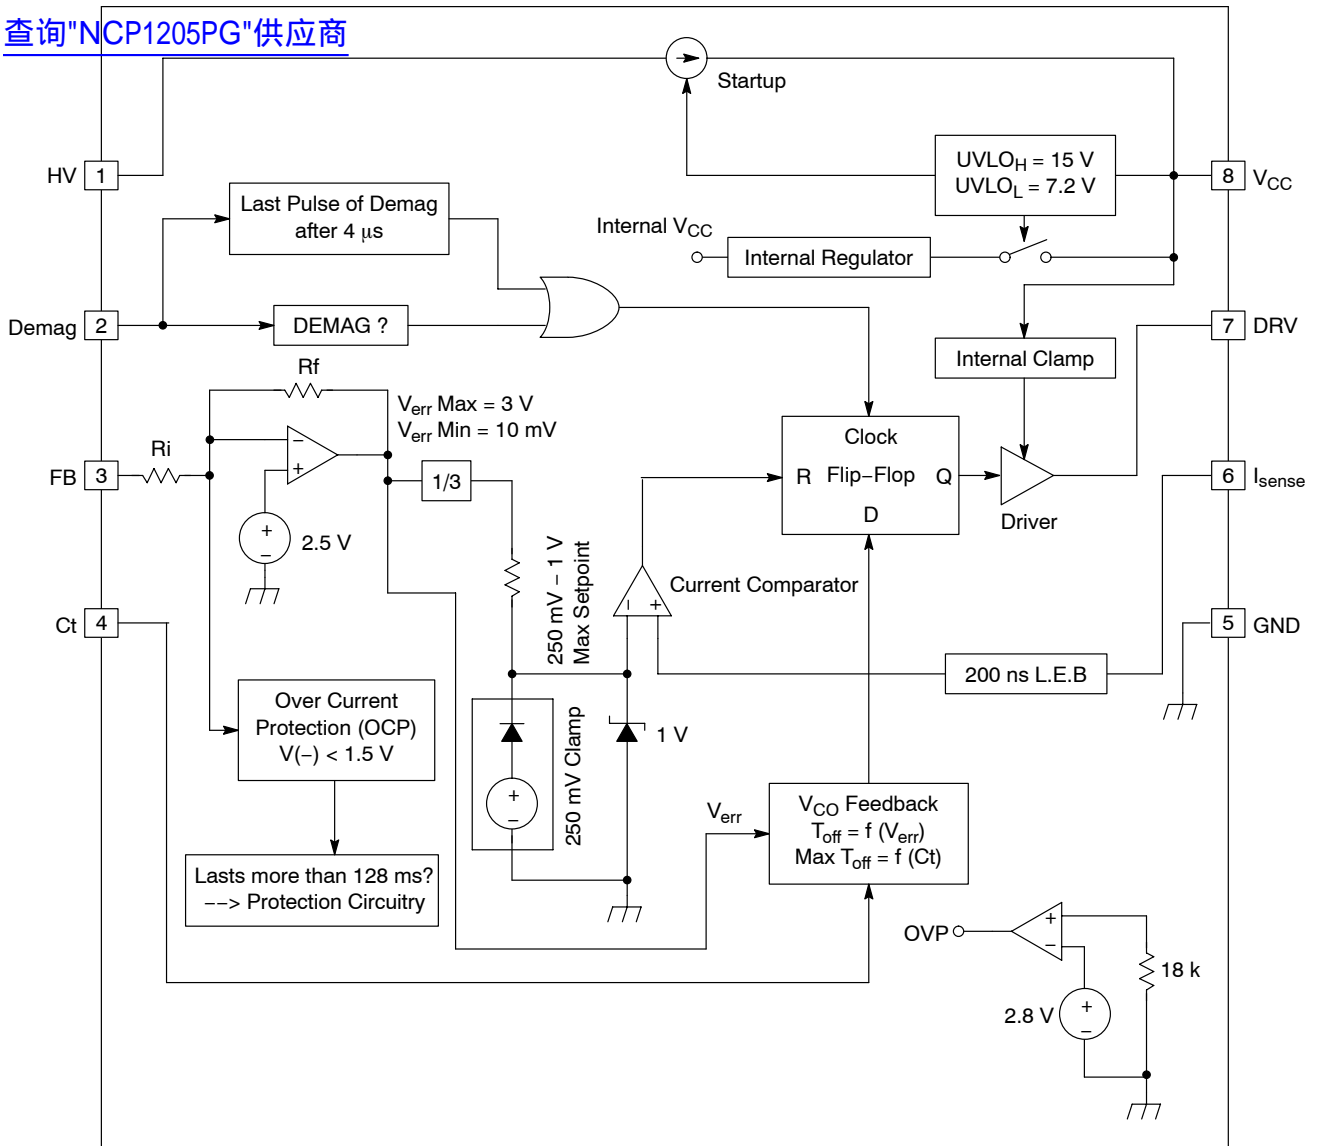 查询"NCP1205PG"供应商
Startup
HV
1
UVLOH = 15 V
UVLOL = 7.2 V
8
VCC
Last Pulse of Demag
after 4 μs
Internal VCC
Internal Regulator
Demag
2
DEMAG ?
7
DRV
Internal Clamp
Rf
Verr Max = 3 V
Verr Min = 10 mV
Clock
R
Flip−Flop
Q
D
Driver
Ri
FB
3
−
+
1/3
6
Isense
+
−
2.5 V
250 mV − 1 V
Max Setpoint
−
+
Current Comparator
Ct
4
5
GND
200 ns L.E.B
Over Current
Protection (OCP)
V(−) < 1.5 V
250 mV Clamp
+
−
1 V
Verr
VCO Feedback
Toff = f (Verr)
Max Toff = f (Ct)
Lasts more than 128 ms?
−−> Protection Circuitry
OVP
+
−
18 k
2.8 V
+
−